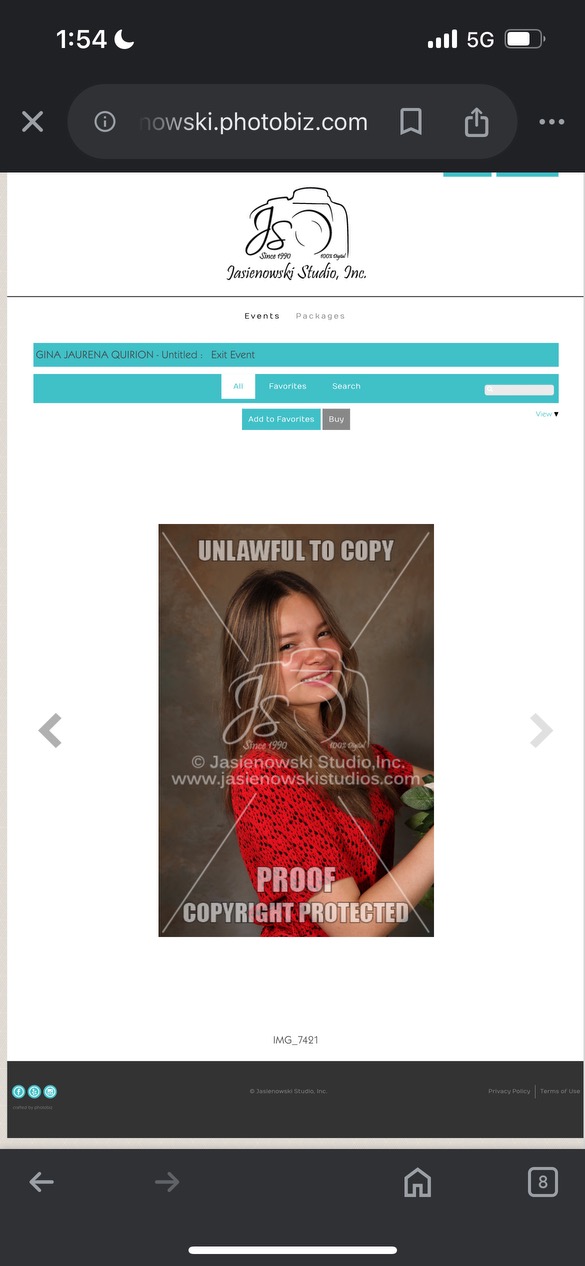 1:54
5G
nowski.photobiz.com
Js
Since 1990
100% Digital
Jasienowski Studio, Inc.
Events Packages
GINA JAURENA QUIRION - Untitled : Exit Event
All Favorites Search
Add to Favorites Buy
View ▼
UNLAWFUL TO COPY
Js
Since 1990
100% Digital
© Jasienowski Studio,Inc.
www.jasienowskistudios.com
PROOF
COPYRIGHT PROTECTED
IMG_7421
© Jasienowski Studio, Inc.
Privacy Policy | Terms of Use
8